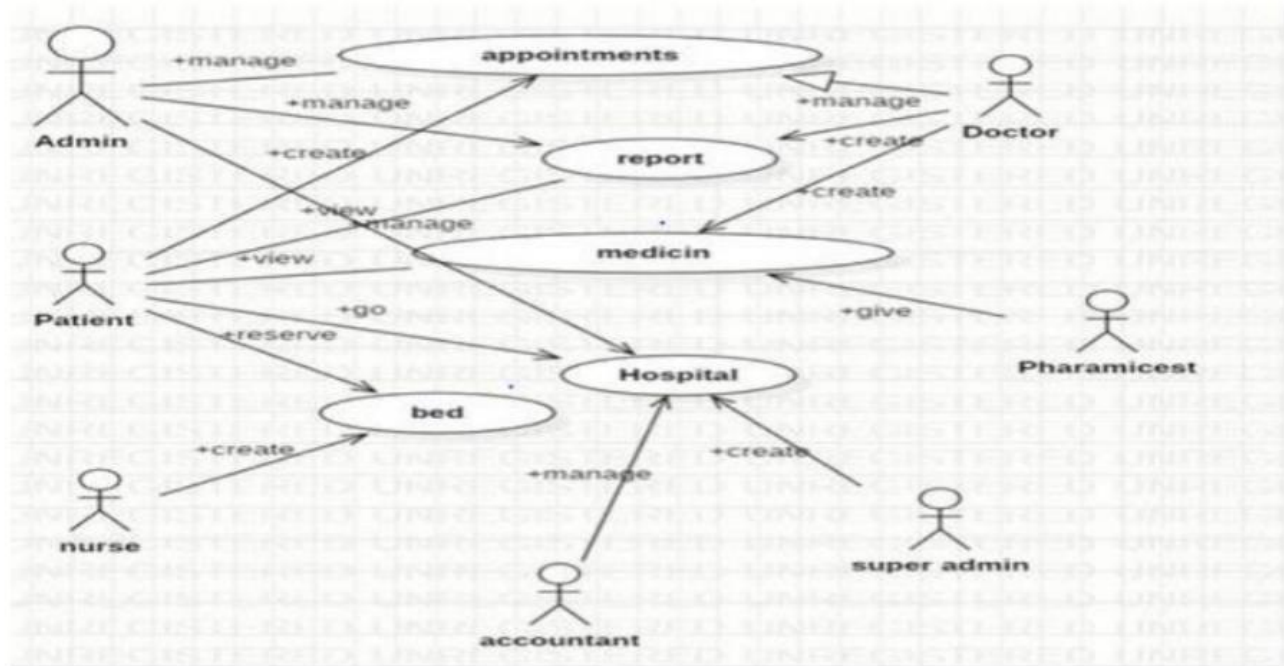 appointments
+manage
+manage
+manage
Admin
Doctor
+create
report
+create
+create
+view
+manage
medicin
+view
Patient
+go
+give
+reserve
Pharamicest
Hospital
bed
+create
+manage
+create
nurse
super admin
accountant